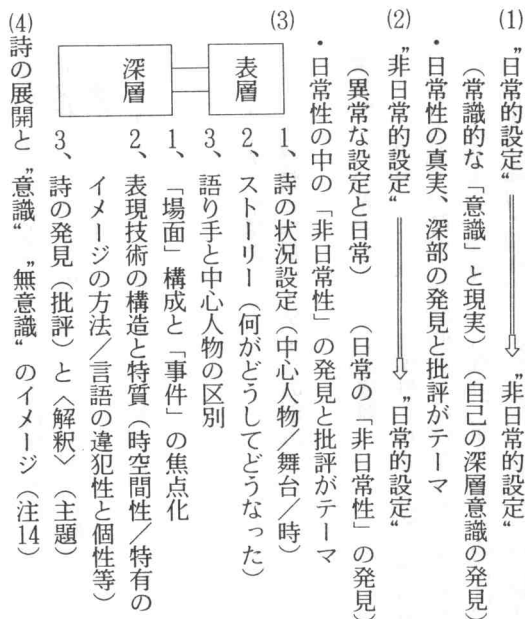 (1) 〟日常的設定〝 ⟹ 〟非日常的設定〝
(常識的な「意識」と現実) (自己の深層意識の発見)
・日常性の真実、深部の発見と批評がテーマ
(2) 〟非日常的設定〝 ⟹ 〟日常的設定〝
(異常な設定と日常) (日常の「非日常性」の発見)
・日常性の中の「非日常性」の発見と批評がテーマ
(3)
表層
1、詩の状況設定(中心人物/舞台/時)
2、ストーリー(何がどうしてどうなった)
3、語り手と中心人物の区別
深層
1、「場面」構成と「事件」の焦点化
2、表現技術の構造と特質(時空間性/特有の
イメージの方法/言語の違犯性と個性等)
3、詩の発見(批評)と〈解釈〉(主題)
(4) 詩の展開と 〟意識〝 〟無意識〝 のイメージ (注14)